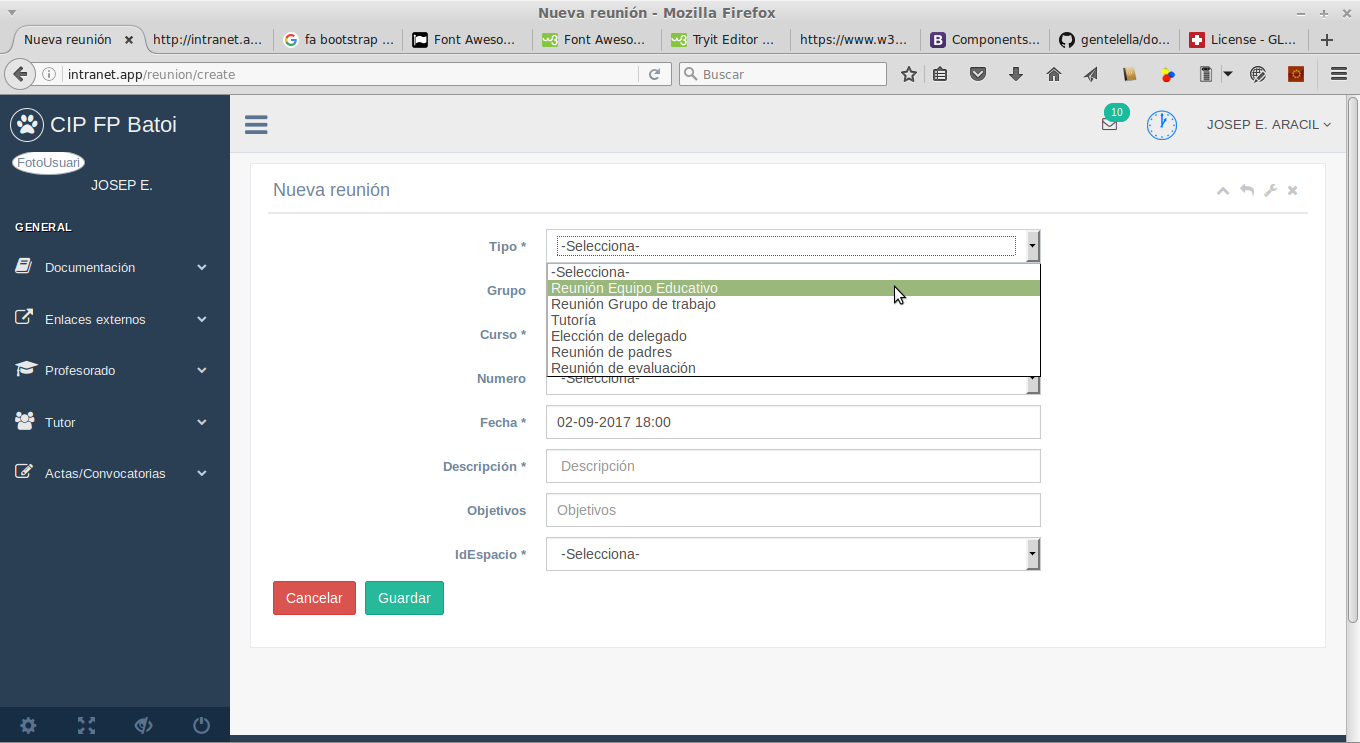 Nueva reunión - Mozilla Firefox
Nueva reunión
http://intranet.a...
fa bootstrap ...
Font Aweso...
Font Aweso...
Tryit Editor ...
https://www.w3...
Components...
gentelella/do...
License - GL...
intranet.app/reunion/create
Buscar
CIP FP Batoi
FotoUsuari
JOSEP E.
GENERAL
Documentación
Enlaces externos
Profesorado
Tutor
Actas/Convocatorias
10
JOSEP E. ARACIL
Nueva reunión
Tipo * -Selecciona-
-Selecciona-
Reunión Equipo Educativo
Reunión Grupo de trabajo
Tutoría
Elección de delegado
Reunión de padres
Reunión de evaluación
Grupo
Curso *
Numero -Selecciona-
Fecha * 02-09-2017 18:00
Descripción * Descripción
Objetivos Objetivos
IdEspacio * -Selecciona-
Cancelar Guardar